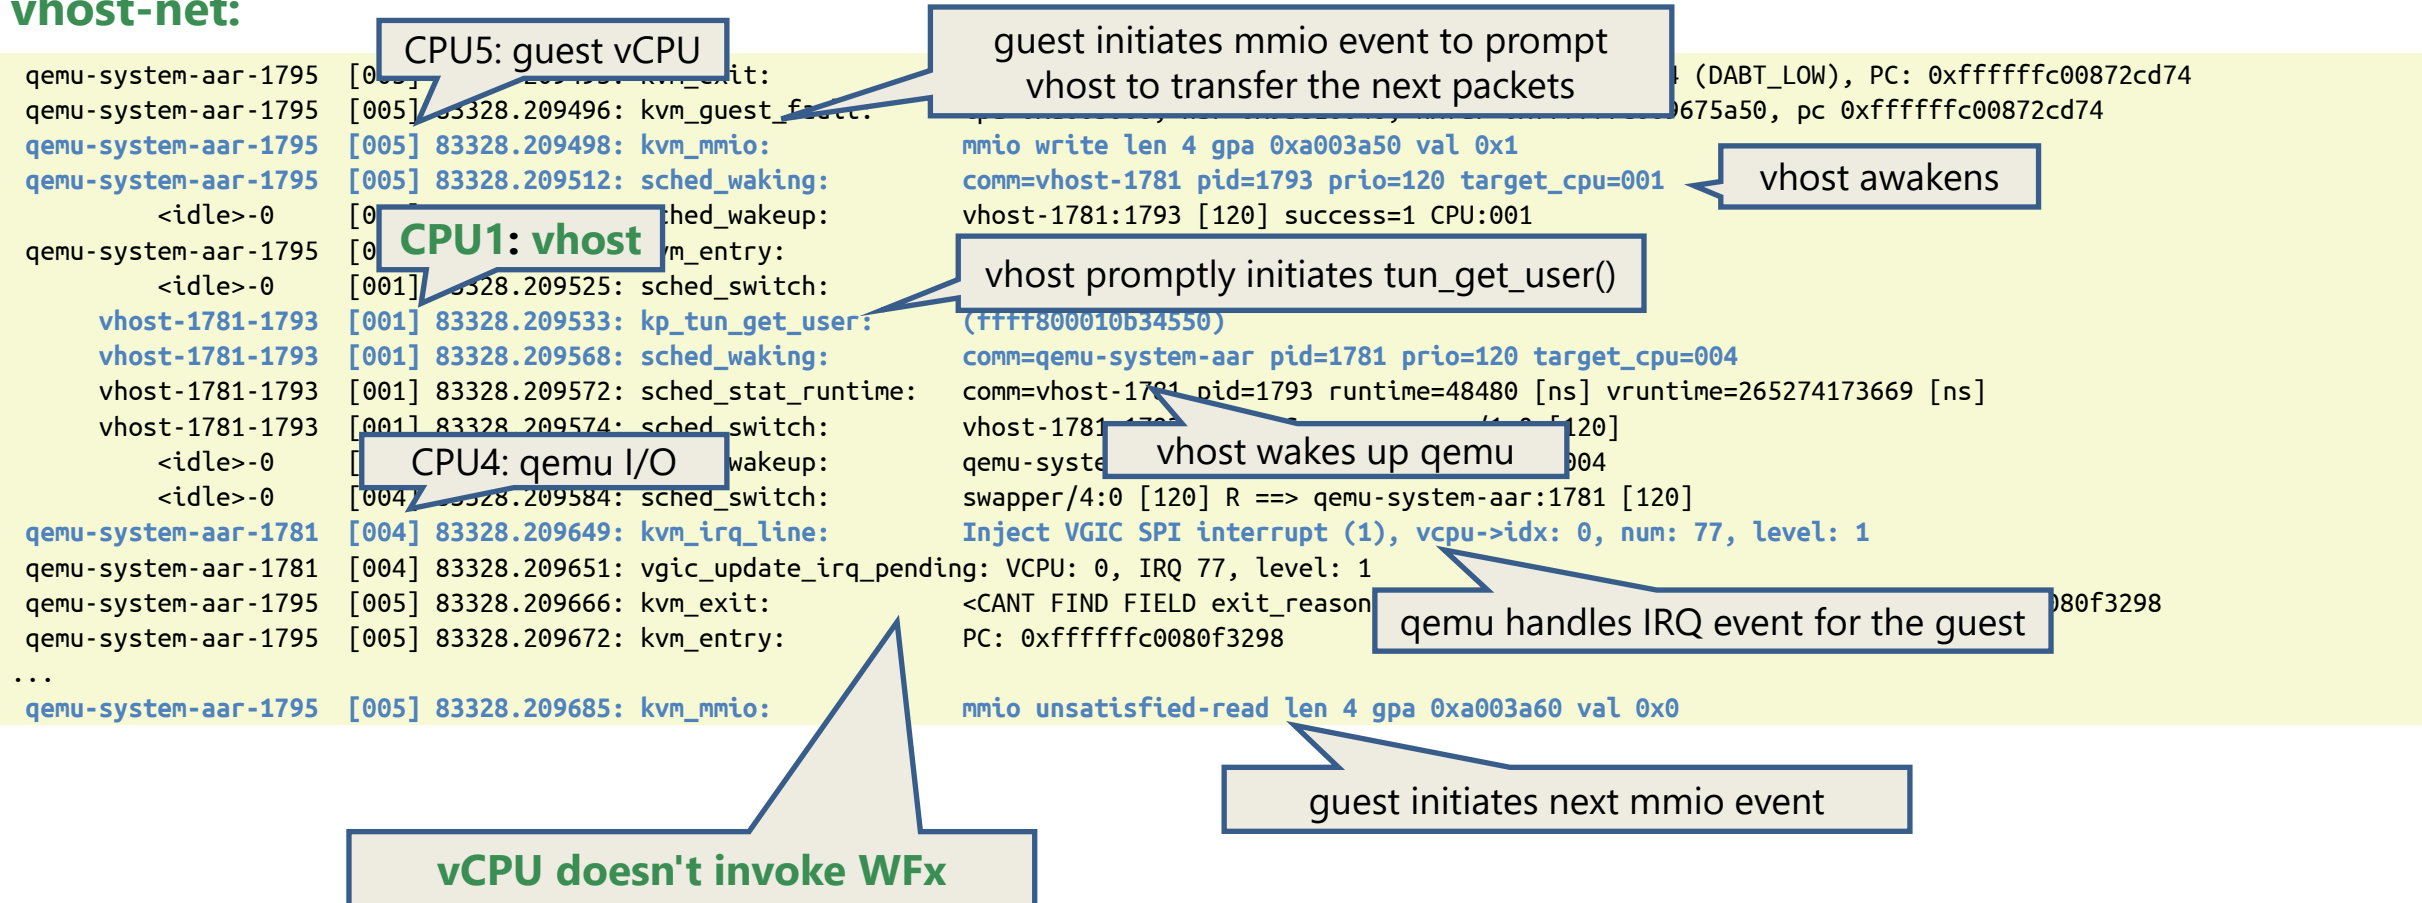 vhost-net:
CPU5: guest vCPU
guest initiates mmio event to prompt
vhost to transfer the next packets
qemu-system-aar-1795 kvm_exit: (DABT_LOW), PC: 0xffffffc00872cd74
qemu-system-aar-1795 [005] 83328.209496: kvm_guest_fault: pc 0xffffffc00872cd74
qemu-system-aar-1795 [005] 83328.209498: kvm_mmio: mmio write len 4 gpa 0xa003a50 val 0x1
qemu-system-aar-1795 [005] 83328.209512: sched_waking: comm=vhost-1781 pid=1793 prio=120 target_cpu=001
vhost awakens
<idle>-0 sched_wakeup: vhost-1781:1793 [120] success=1 CPU:001
CPU1: vhost
qemu-system-aar-1795 kvm_entry:
vhost promptly initiates tun_get_user()
<idle>-0 [001] 83328.209525: sched_switch:
vhost-1781-1793 [001] 83328.209533: kp_tun_get_user: (ffff800010b34550)
vhost-1781-1793 [001] 83328.209568: sched_waking: comm=qemu-system-aar pid=1781 prio=120 target_cpu=004
vhost-1781-1793 [001] 83328.209572: sched_stat_runtime: comm=vhost-1781 pid=1793 runtime=48480 [ns] vruntime=265274173669 [ns]
vhost-1781-1793 [001] 83328.209574: sched_switch: [120]
CPU4: qemu I/O
vhost wakes up qemu
<idle>-0
<idle>-0 [004] 83328.209584: sched_switch: swapper/4:0 [120] R ==> qemu-system-aar:1781 [120]
qemu-system-aar-1781 [004] 83328.209649: kvm_irq_line: Inject VGIC SPI interrupt (1), vcpu->idx: 0, num: 77, level: 1
qemu-system-aar-1781 [004] 83328.209651: vgic_update_irq_pending: VCPU: 0, IRQ 77, level: 1
qemu-system-aar-1795 [005] 83328.209666: kvm_exit: <CANT FIND FIELD exit_reason
qemu handles IRQ event for the guest
qemu-system-aar-1795 [005] 83328.209672: kvm_entry: PC: 0xffffffc0080f3298
...
qemu-system-aar-1795 [005] 83328.209685: kvm_mmio: mmio unsatisfied-read len 4 gpa 0xa003a60 val 0x0
guest initiates next mmio event
vCPU doesn't invoke WFx